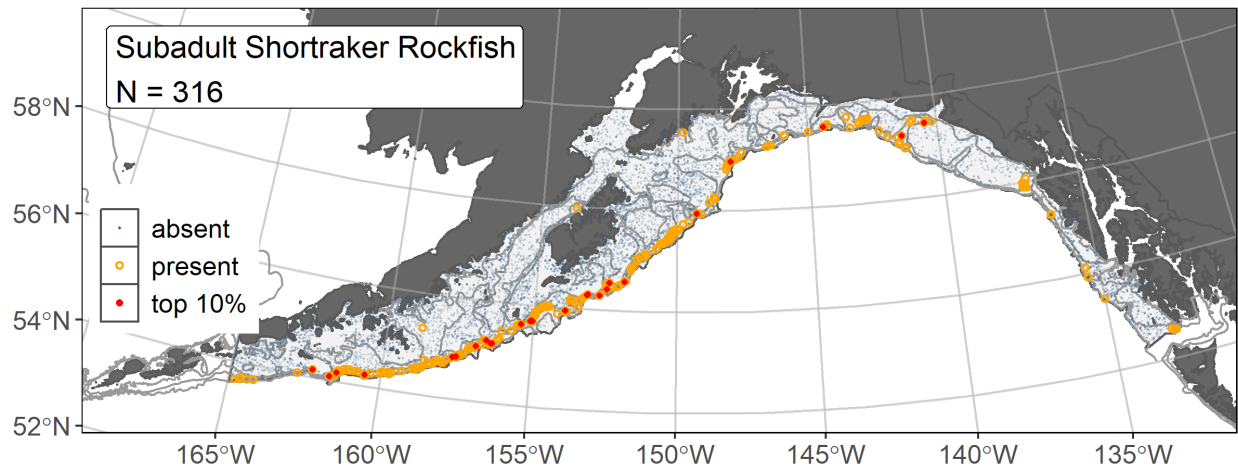 Subadult Shortraker Rockfish
N = 316
58°N
56°N
54°N
52°N
absent
present
top 10%
165°W
160°W
155°W
150°W
145°W
140°W
135°W